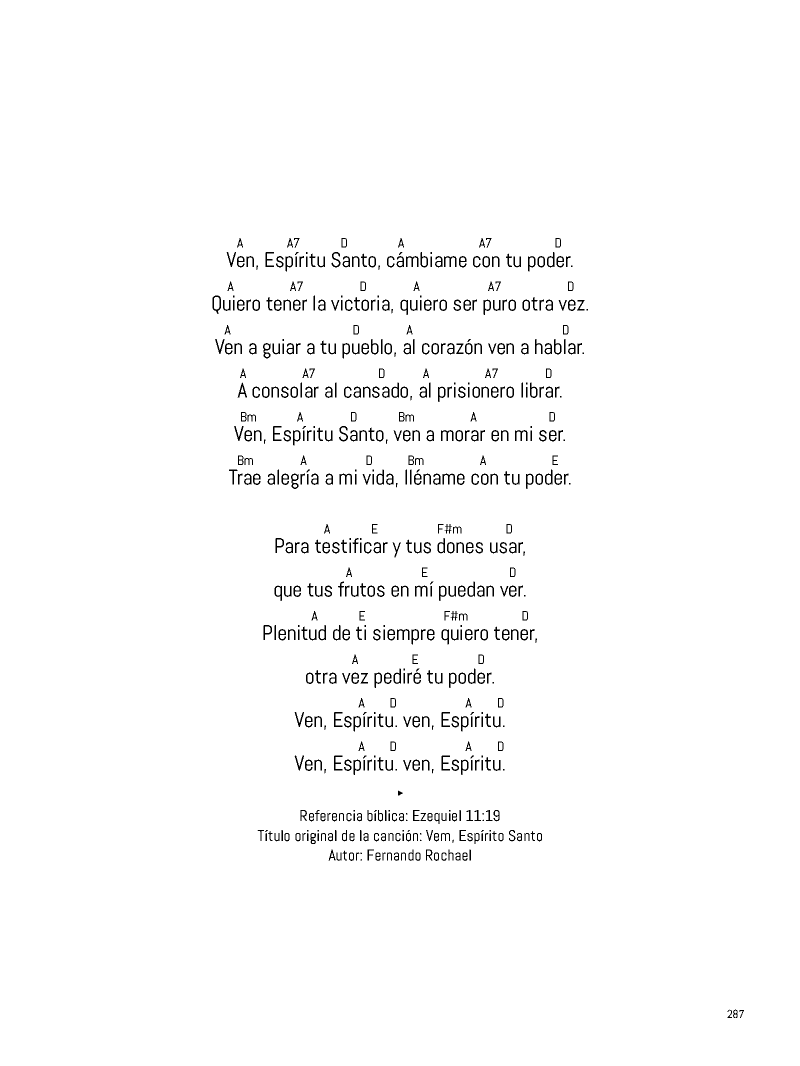 A A7 D A A7 D
Ven, Espíritu Santo, cámbiame con tu poder.
A A7 D A A7 D
Quiero tener la victoria, quiero ser puro otra vez.
A D A D
Ven a guiar a tu pueblo, al corazón ven a hablar.
A A7 D A A7 D
A consolar al cansado, al prisionero librar.
Bm A D Bm A D
Ven, Espíritu Santo, ven a morar en mi ser.
Bm A D Bm A E
Trae alegría a mi vida, lléname con tu poder.
A E F#m D
Para testificar y tus dones usar,
A E D
que tus frutos en mí puedan ver.
A E F#m D
Plenitud de ti siempre quiero tener,
A E D
otra vez pediré tu poder.
A D A D
Ven, Espíritu. ven, Espíritu.
A D A D
Ven, Espíritu. ven, Espíritu.
Referencia bíblica: Ezequiel 11:19
Título original de la canción: Vem, Espírito Santo
Autor: Fernando Rochael
287